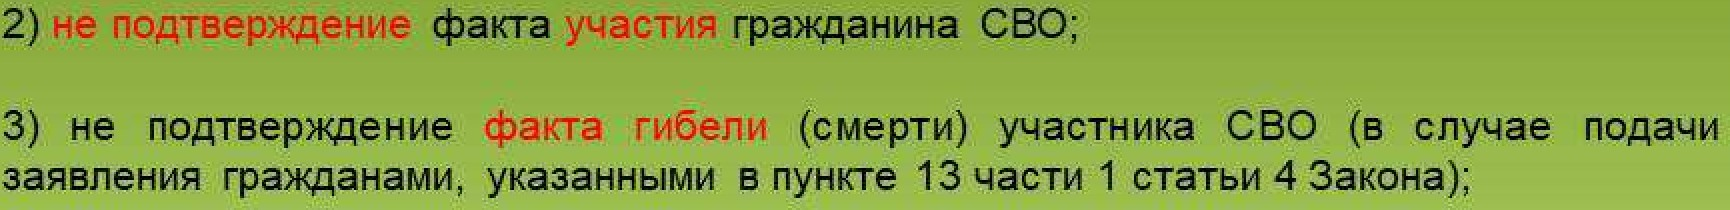 2) не подтверждение факта участия гражданина СВО;
3) не подтверждение факта гибели (смерти) участника СВО (в случае подачи
заявления гражданами, указанными в пункте 13 части 1 статьи 4 Закона);